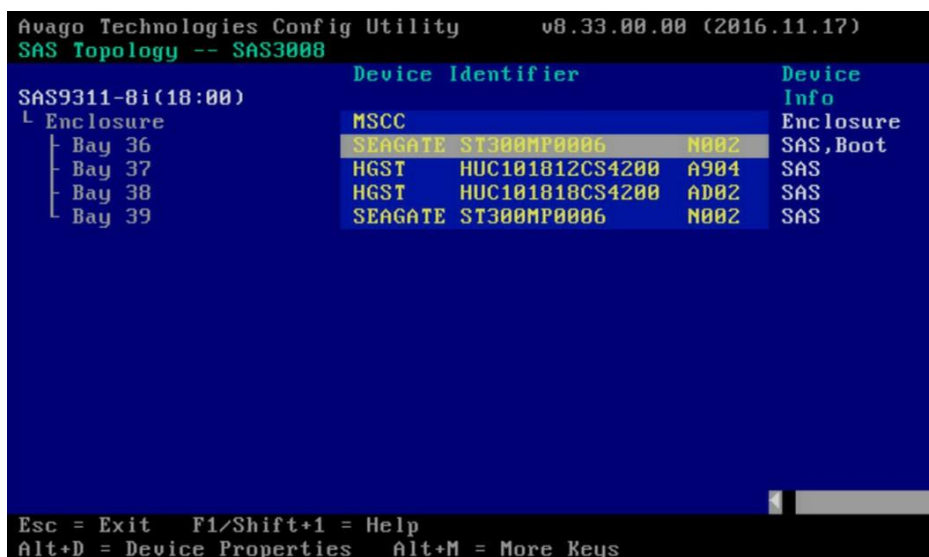 Avago Technologies Config Utility v8.33.00.00 (2016.11.17)
SAS Topology -- SAS3008
Device Identifier Device
SAS9311-8i(18:00) Info
Enclosure MSCC Enclosure
Bay 36 SEAGATE ST300MP0006 N002 SAS,Boot
Bay 37 HGST HUC101812CS4200 A904 SAS
Bay 38 HGST HUC101818CS4200 AD02 SAS
Bay 39 SEAGATE ST300MP0006 N002 SAS
Esc = Exit F1/Shift+1 = Help
Alt+D = Device Properties Alt+M = More Keys